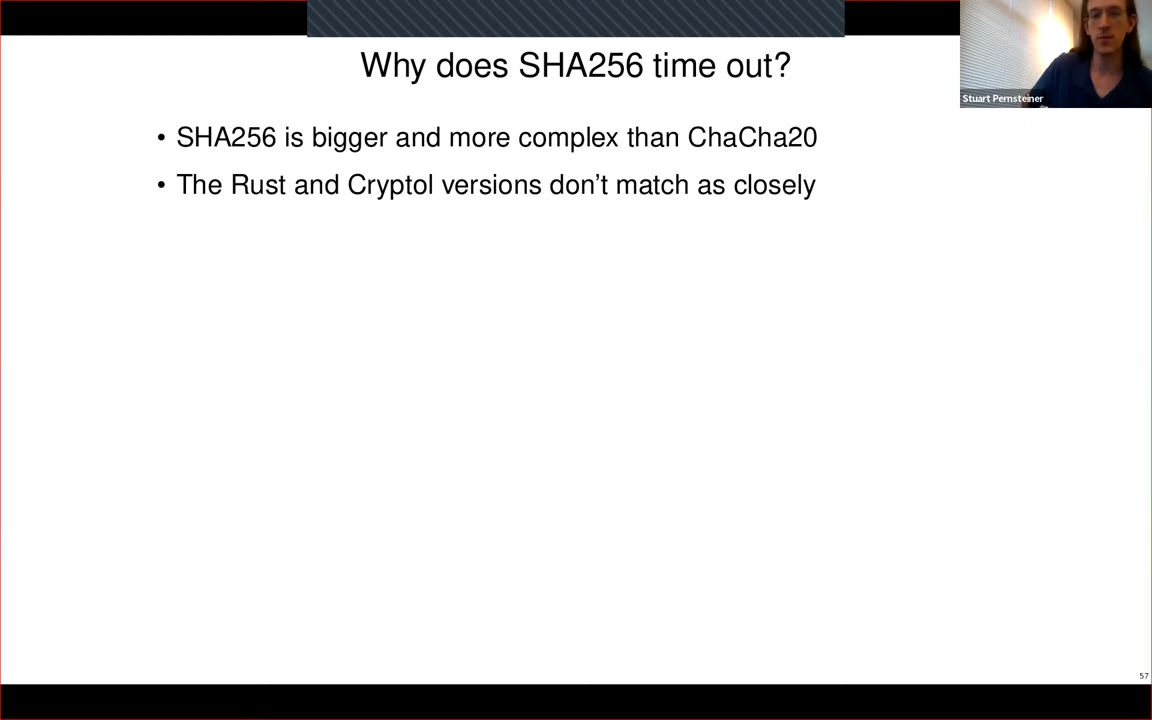 Why does SHA256 time out?
Stuart Pernsteiner
• SHA256 is bigger and more complex than ChaCha20
• The Rust and Cryptol versions don't match as closely
57